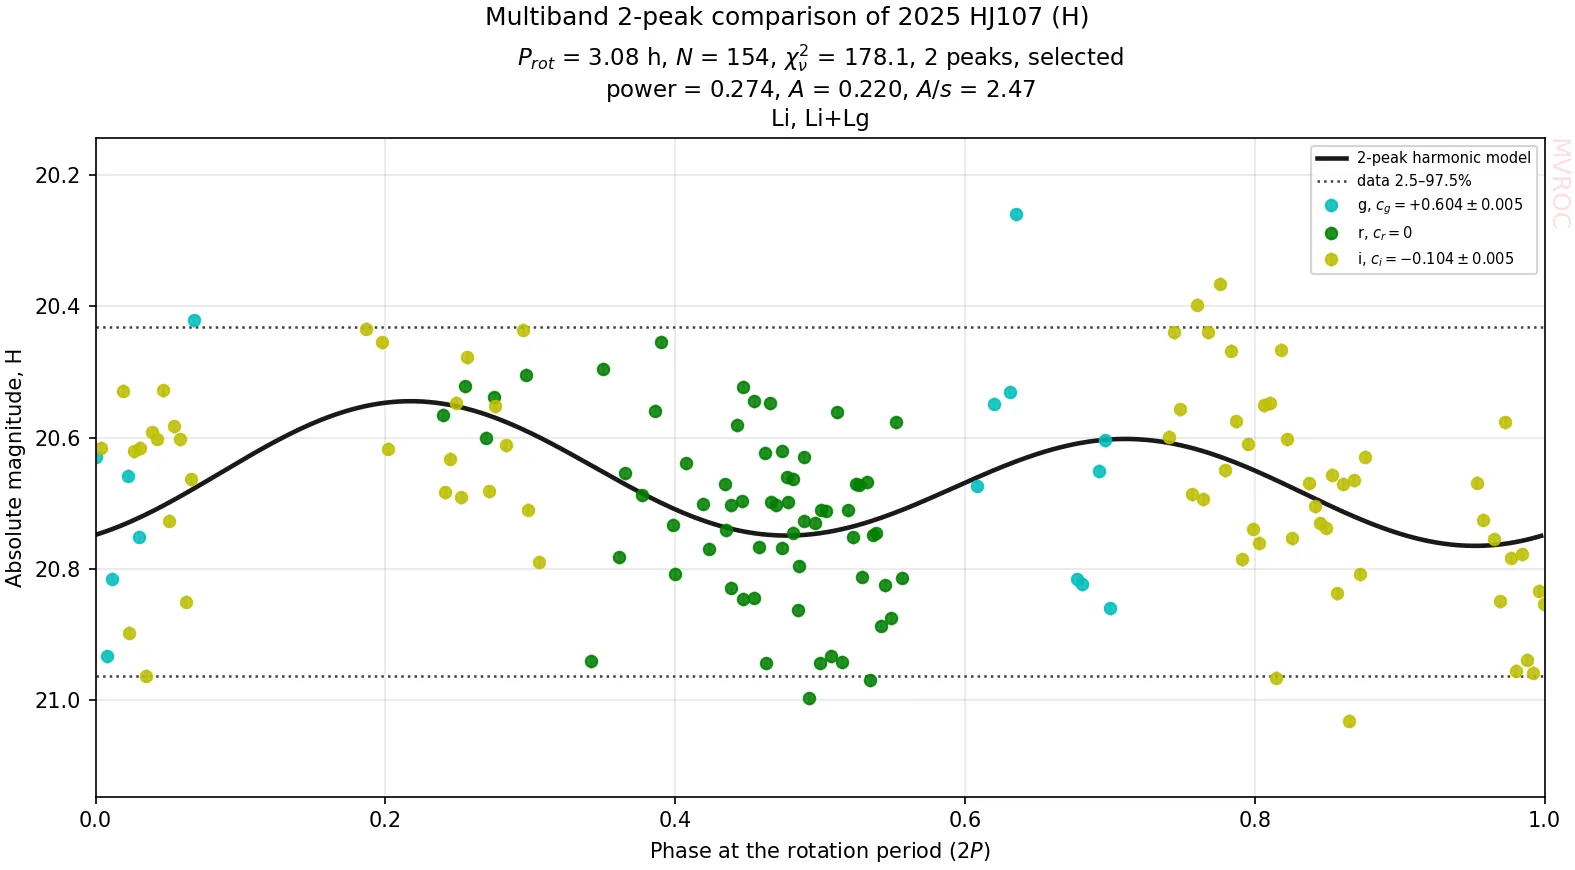 Multiband 2-peak comparison of 2025 HJ107 (H)
P_rot = 3.08 h, N = 154, χ²_ν = 178.1, 2 peaks, selected
power = 0.274, A = 0.220, A/s = 2.47
Li, Li+Lg
2-peak harmonic model
data 2.5–97.5%
g, c_g = +0.604 ± 0.005
r, c_r = 0
i, c_i = −0.104 ± 0.005
MVROC
Absolute magnitude, H
20.2
20.4
20.6
20.8
21.0
0.0 0.2 0.4 0.6 0.8 1.0
Phase at the rotation period (2P)